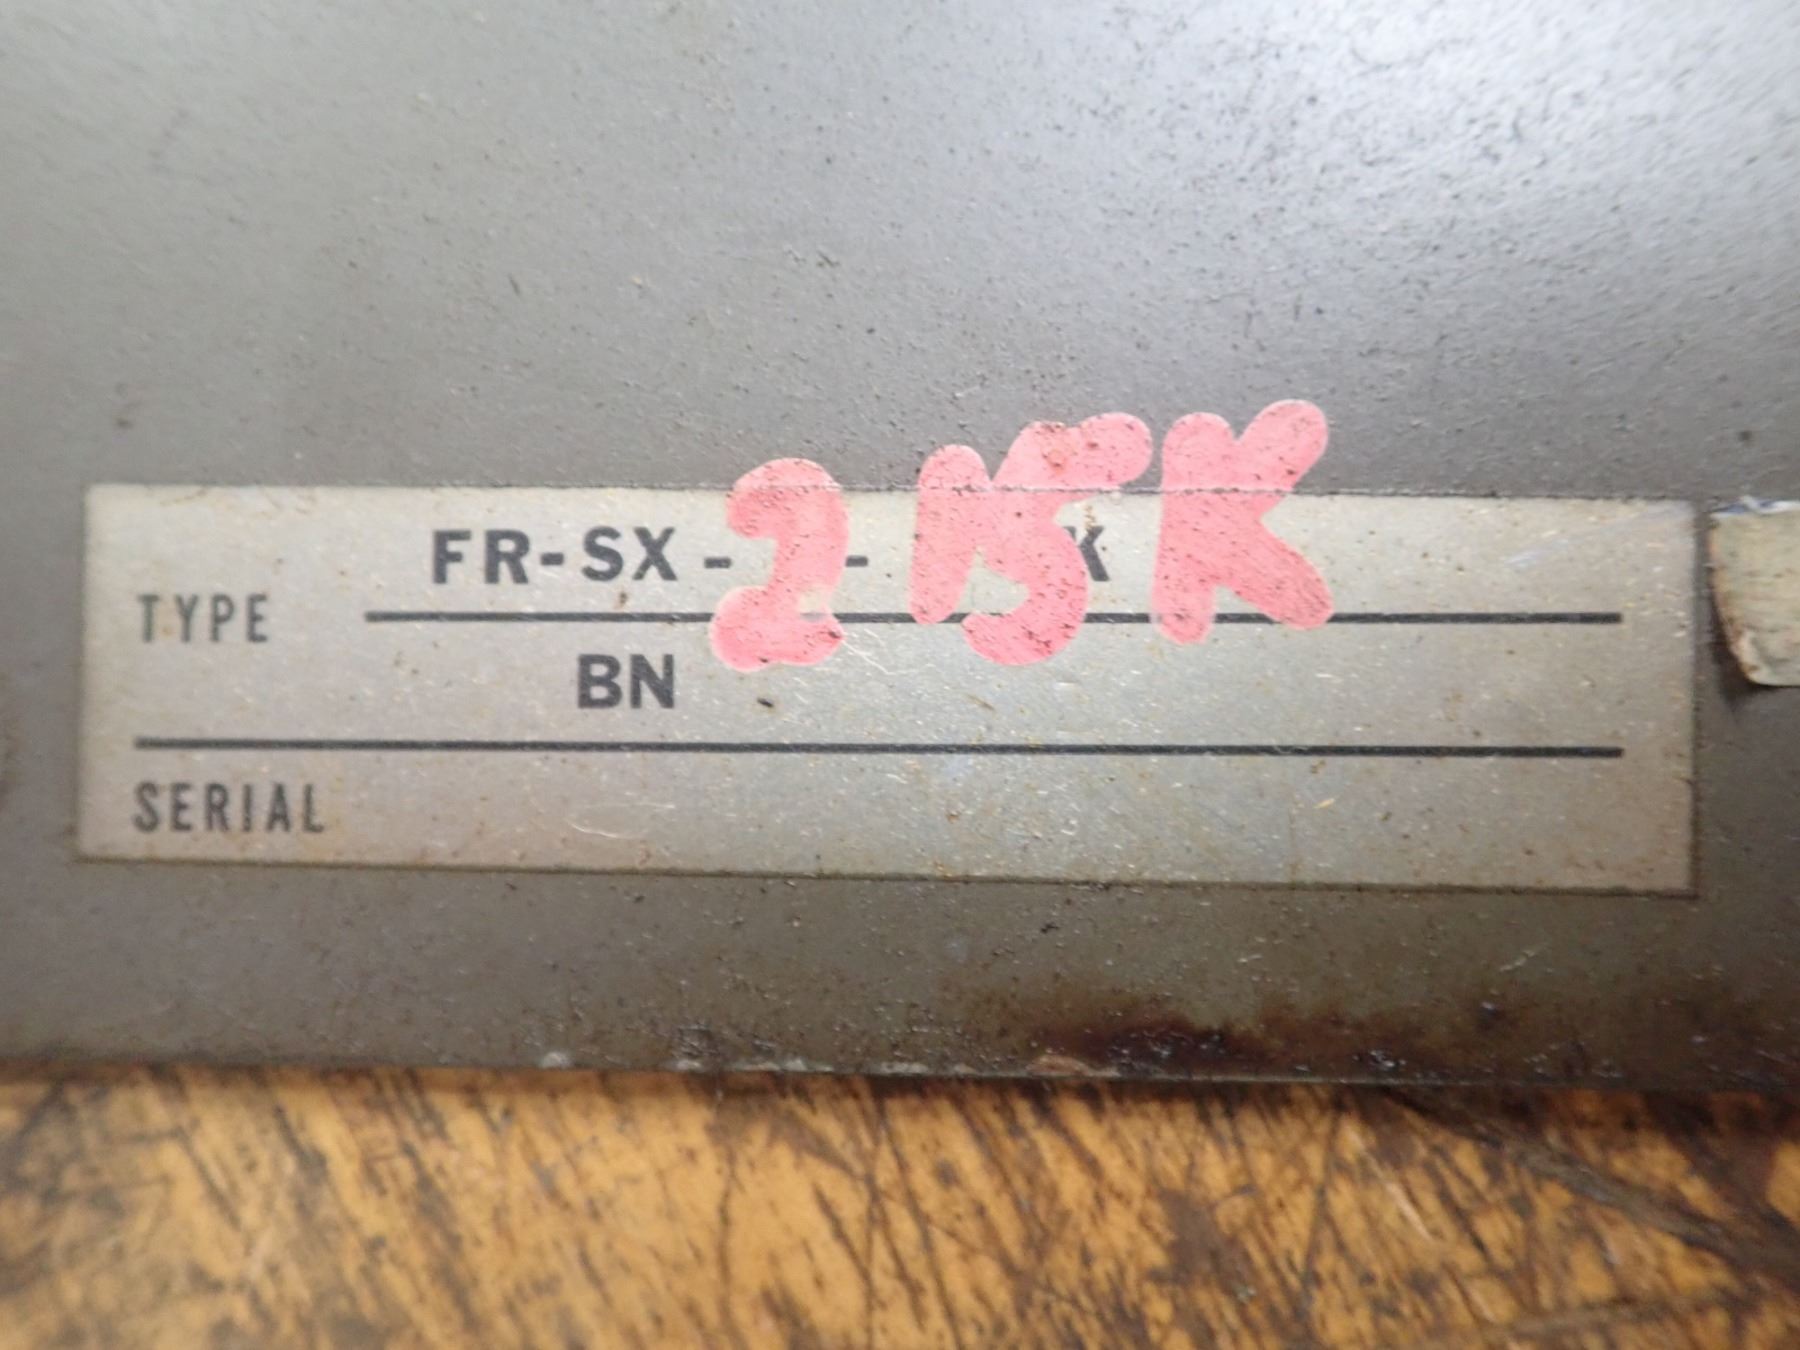 FR-SX-2-15K
TYPE
BN
SERIAL